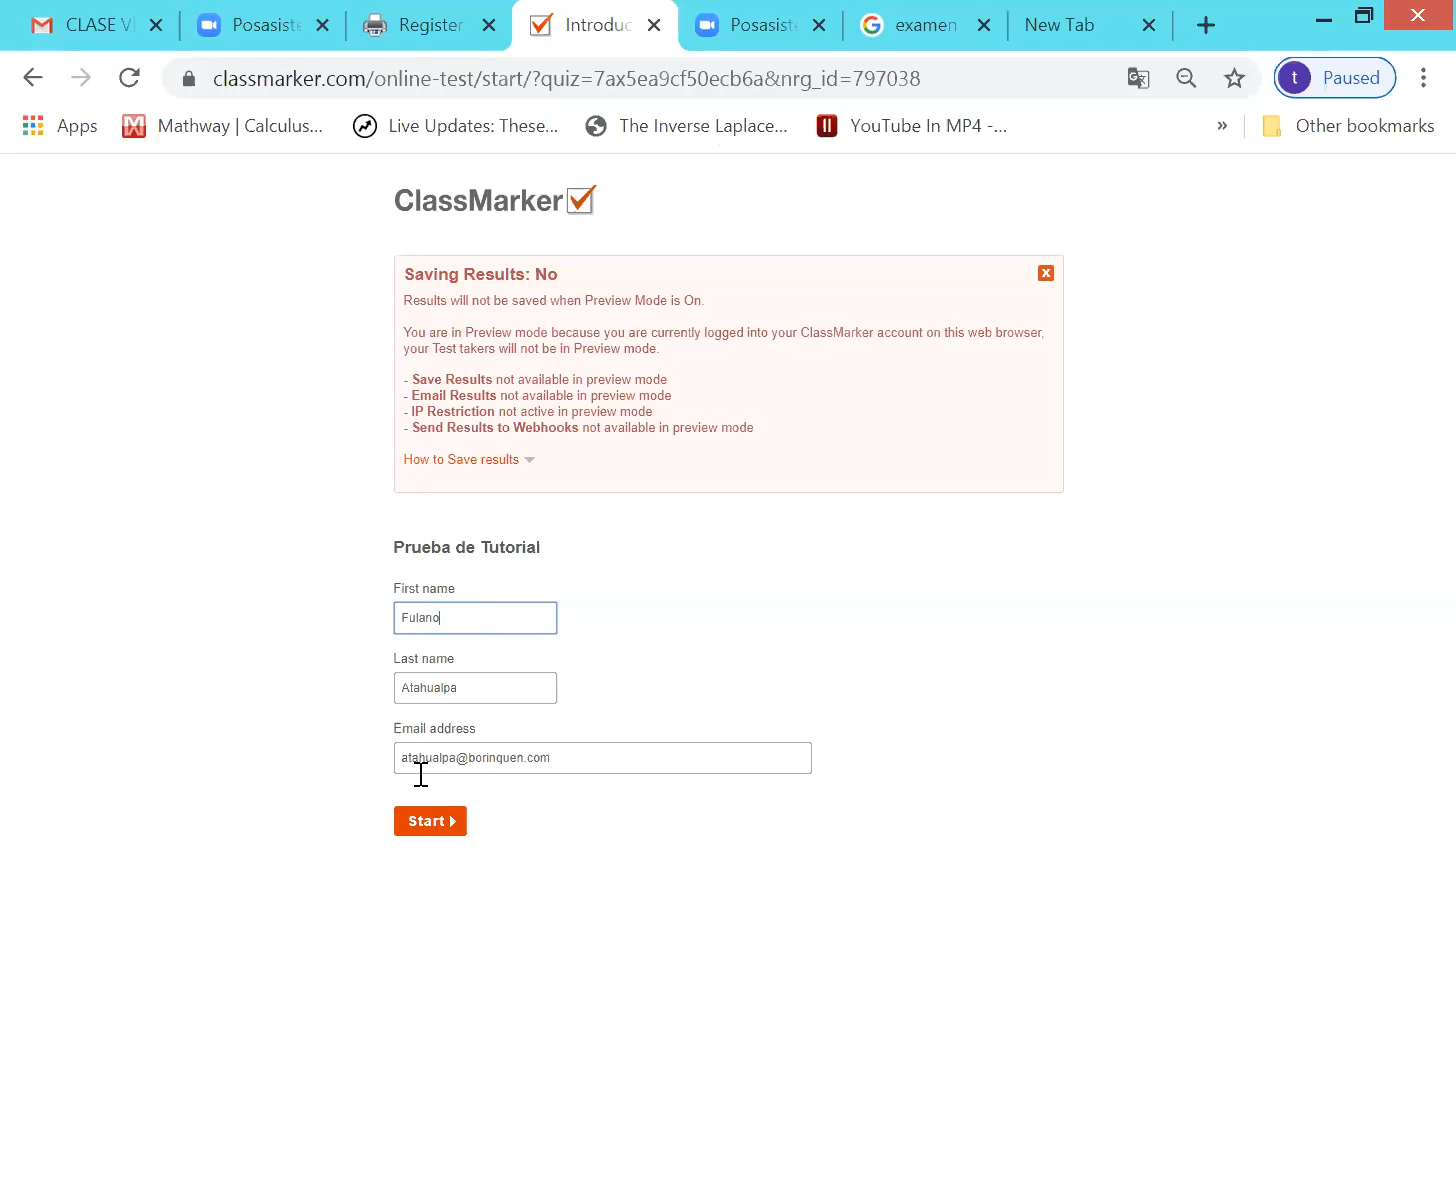 CLASE V
Posasiste
Register
Introduc
Posasiste
examen
New Tab
classmarker.com/online-test/start/?quiz=7ax5ea9cf50ecb6a&nrg_id=797038
t Paused
Apps
Mathway | Calculus...
Live Updates: These...
The Inverse Laplace...
YouTube In MP4 -...
»
Other bookmarks
ClassMarker
Saving Results: No
Results will not be saved when Preview Mode is On.
You are in Preview mode because you are currently logged into your ClassMarker account on this web browser,
your Test takers will not be in Preview mode.
- Save Results not available in preview mode
- Email Results not available in preview mode
- IP Restriction not active in preview mode
- Send Results to Webhooks not available in preview mode
How to Save results
Prueba de Tutorial
First name
Fulano
Last name
Atahualpa
Email address
atahualpa@borinquen.com
Start